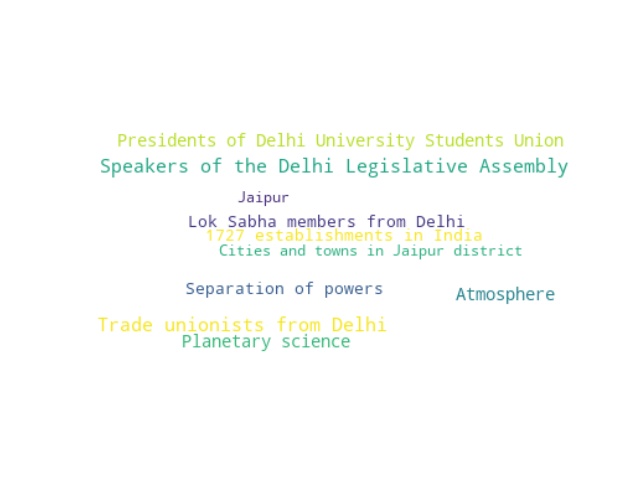 Presidents of Delhi University Students Union
Speakers of the Delhi Legislative Assembly
Jaipur
Lok Sabha members from Delhi
1727 establishments in India
Cities and towns in Jaipur district
Separation of powers
Atmosphere
Trade unionists from Delhi
Planetary science